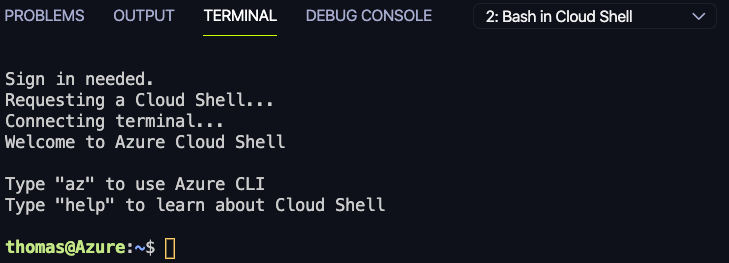 PROBLEMS OUTPUT TERMINAL DEBUG CONSOLE 2: Bash in Cloud Shell
Sign in needed.
Requesting a Cloud Shell...
Connecting terminal...
Welcome to Azure Cloud Shell
Type "az" to use Azure CLI
Type "help" to learn about Cloud Shell
thomas@Azure:~$